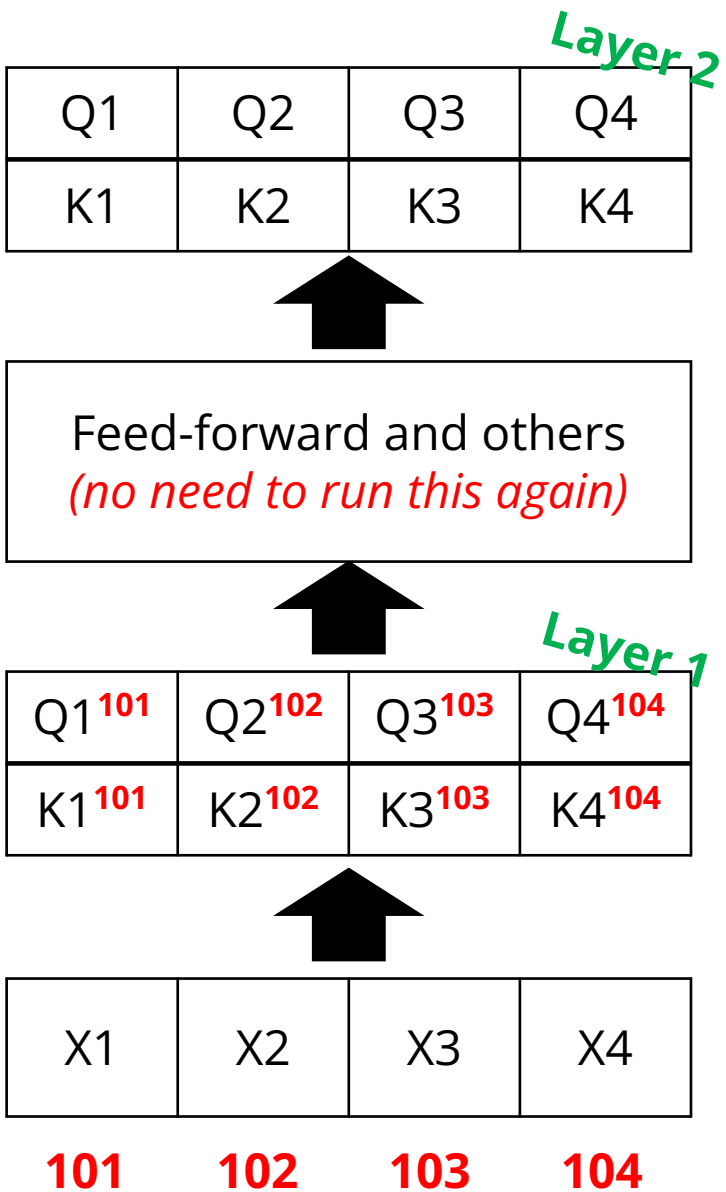 Layer 2
Q1 Q2 Q3 Q4
K1 K2 K3 K4
Feed-forward and others
(no need to run this again)
Layer 1
Q1101 Q2102 Q3103 Q4104
K1101 K2102 K3103 K4104
X1 X2 X3 X4
101 102 103 104